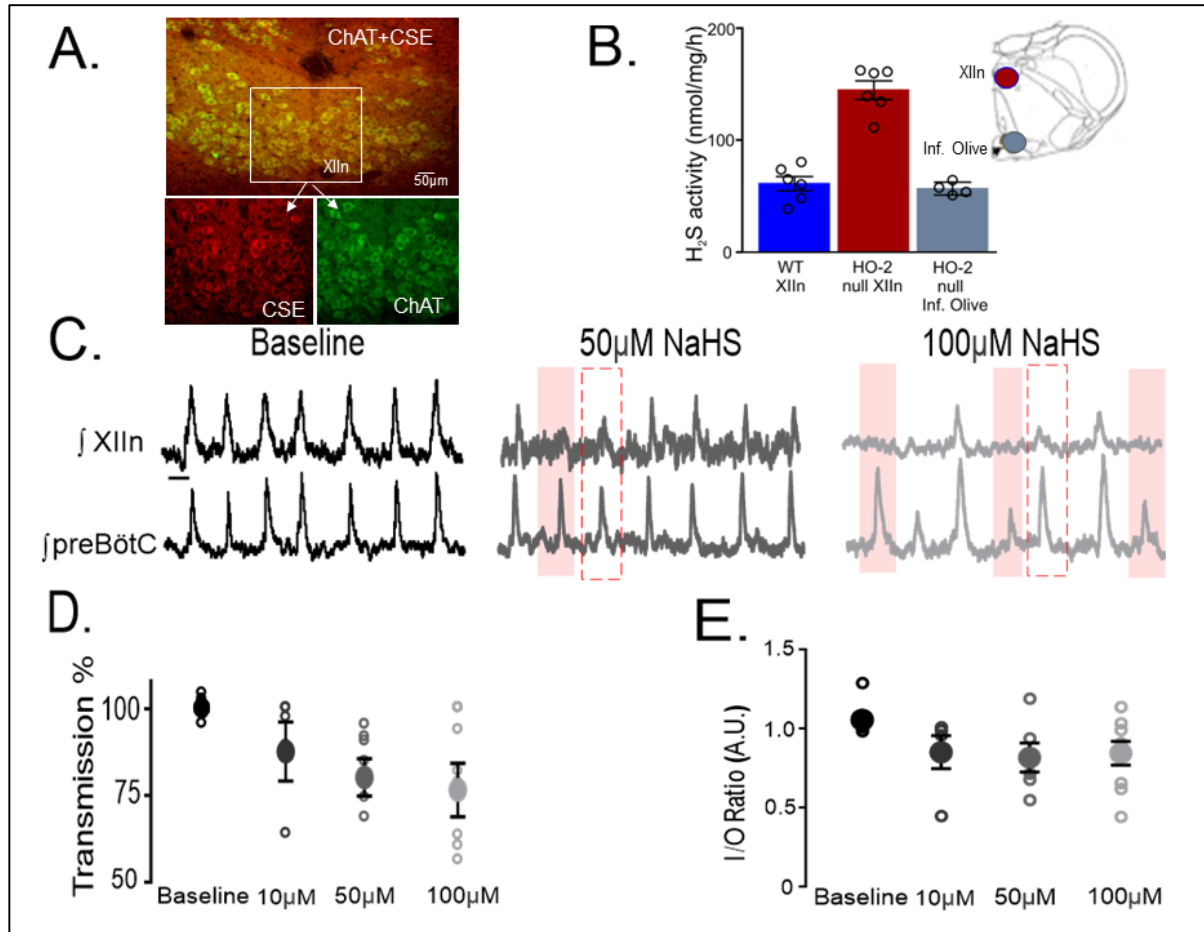 A.
ChAT+CSE
XIIn
50µm
CSE
ChAT
B.
H₂S activity (nmol/mg/h)
200
100
0
WT
XIIn
HO-2
null XIIn
HO-2
null
Inf. Olive
XIIn
Inf. Olive
C.
Baseline
50µM NaHS
100µM NaHS
∫ XIIn
∫preBötC
D.
Transmission %
100
75
50
Baseline
10µM
50µM
100µM
E.
I/O Ratio (A.U.)
1.5
1.0
0.5
0
Baseline
10µM
50µM
100µM